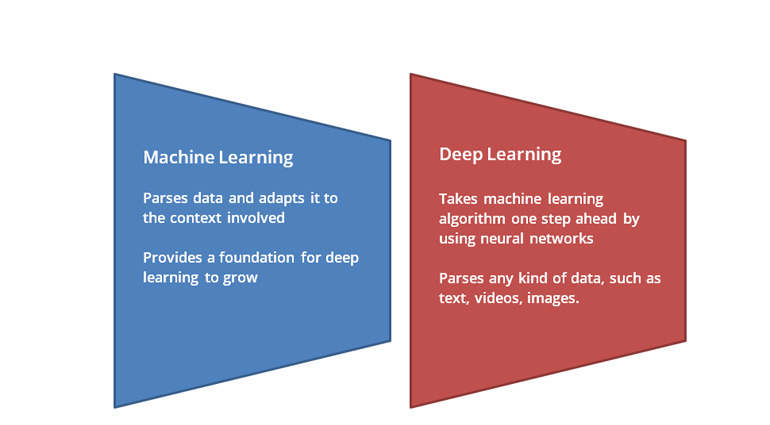 Machine Learning
Parses data and adapts it to
the context involved
Provides a foundation for deep
learning to grow
Deep Learning
Takes machine learning
algorithm one step ahead by
using neural networks
Parses any kind of data, such as
text, videos, images.